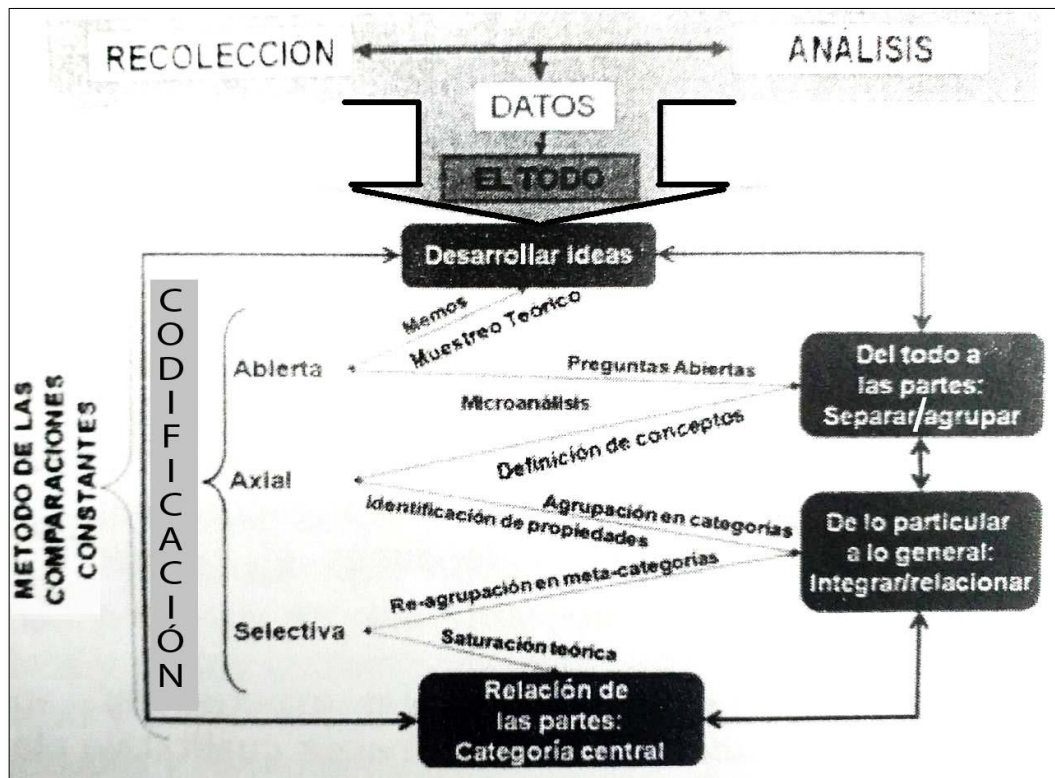 RECOLECCION
ANALISIS
DATOS
EL TODO
Desarrollar ideas
METODO DE LAS
COMPARACIONES
CONSTANTES
CODIFICACIÓN
Abierta
Memos
Muestreo Teórico
Preguntas Abiertas
Microanálisis
Del todo a
las partes:
Separar/agrupar
Axial
Definición de conceptos
Agrupación en categorías
Identificación de propiedades
De lo particular
a lo general:
Integrar/relacionar
Selectiva
Re-agrupación en meta-categorías
Saturación teórica
Relación de
las partes:
Categoría central